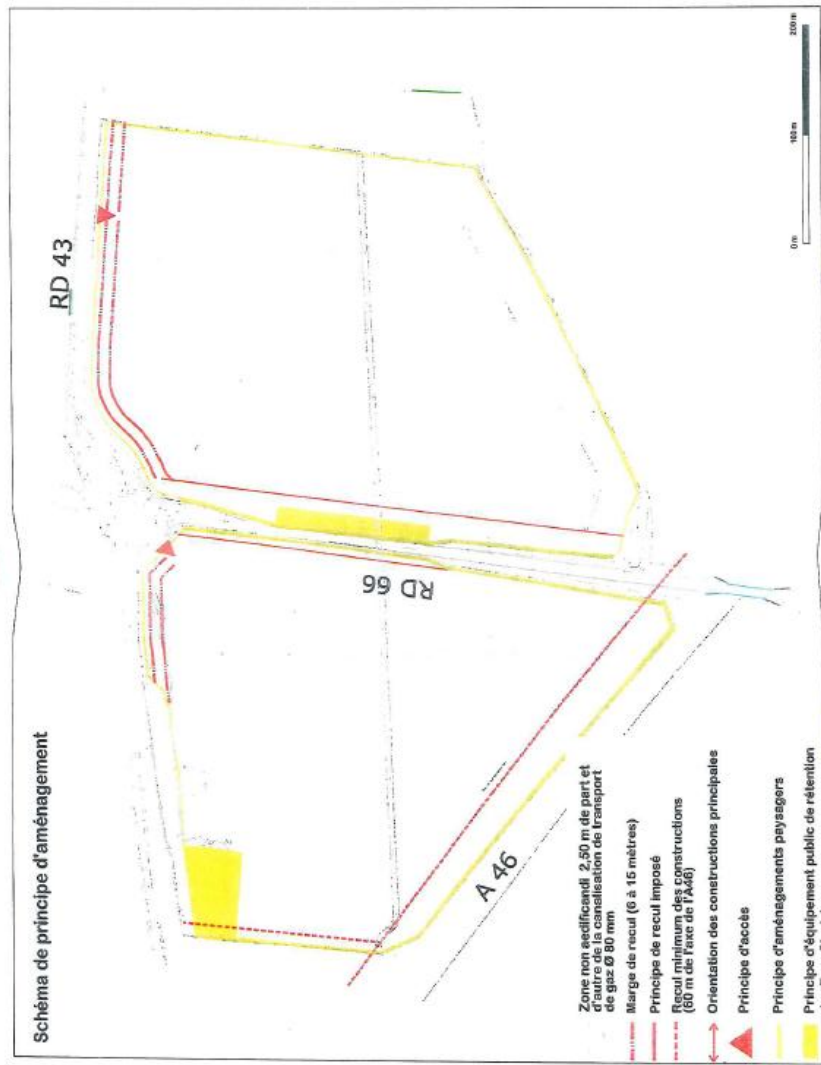 Schéma de principe d'aménagement
RD 43
RD 66
A 46
Zone non aedificandi 2,50 m de part et
d'autre de la canalisation de transport
de gaz Ø 80 mm
Marge de recul (6 à 15 mètres)
Principe de recul imposé
Recul minimum des constructions
(60 m de l'axe de l'A46)
Orientation des constructions principales
Principe d'accès
Principe d'aménagements paysagers
Principe d'équipement public de rétention
0 m
100 m
200 m